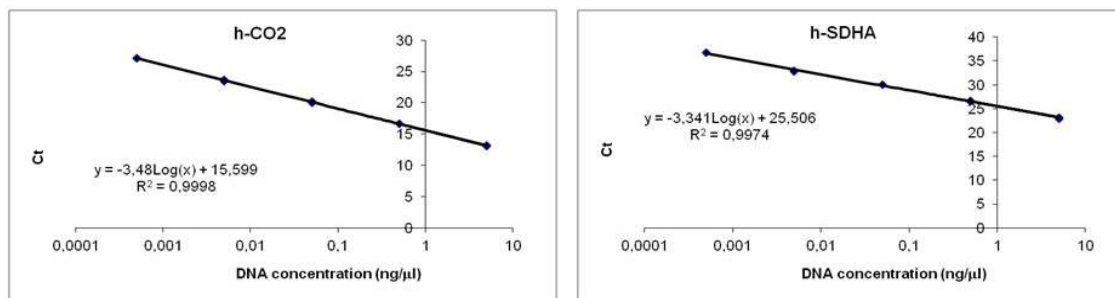 h-CO2
30
25
20
15
10
5
0
Ct
y = -3,48Log(x) + 15,599
R² = 0,9998
0,0001 0,001 0,01 0,1 1 10
DNA concentration (ng/µl)
h-SDHA
40
35
30
25
20
15
10
5
0
Ct
y = -3,341Log(x) + 25,506
R² = 0,9974
0,0001 0,001 0,01 0,1 1 10
DNA concentration (ng/µl)